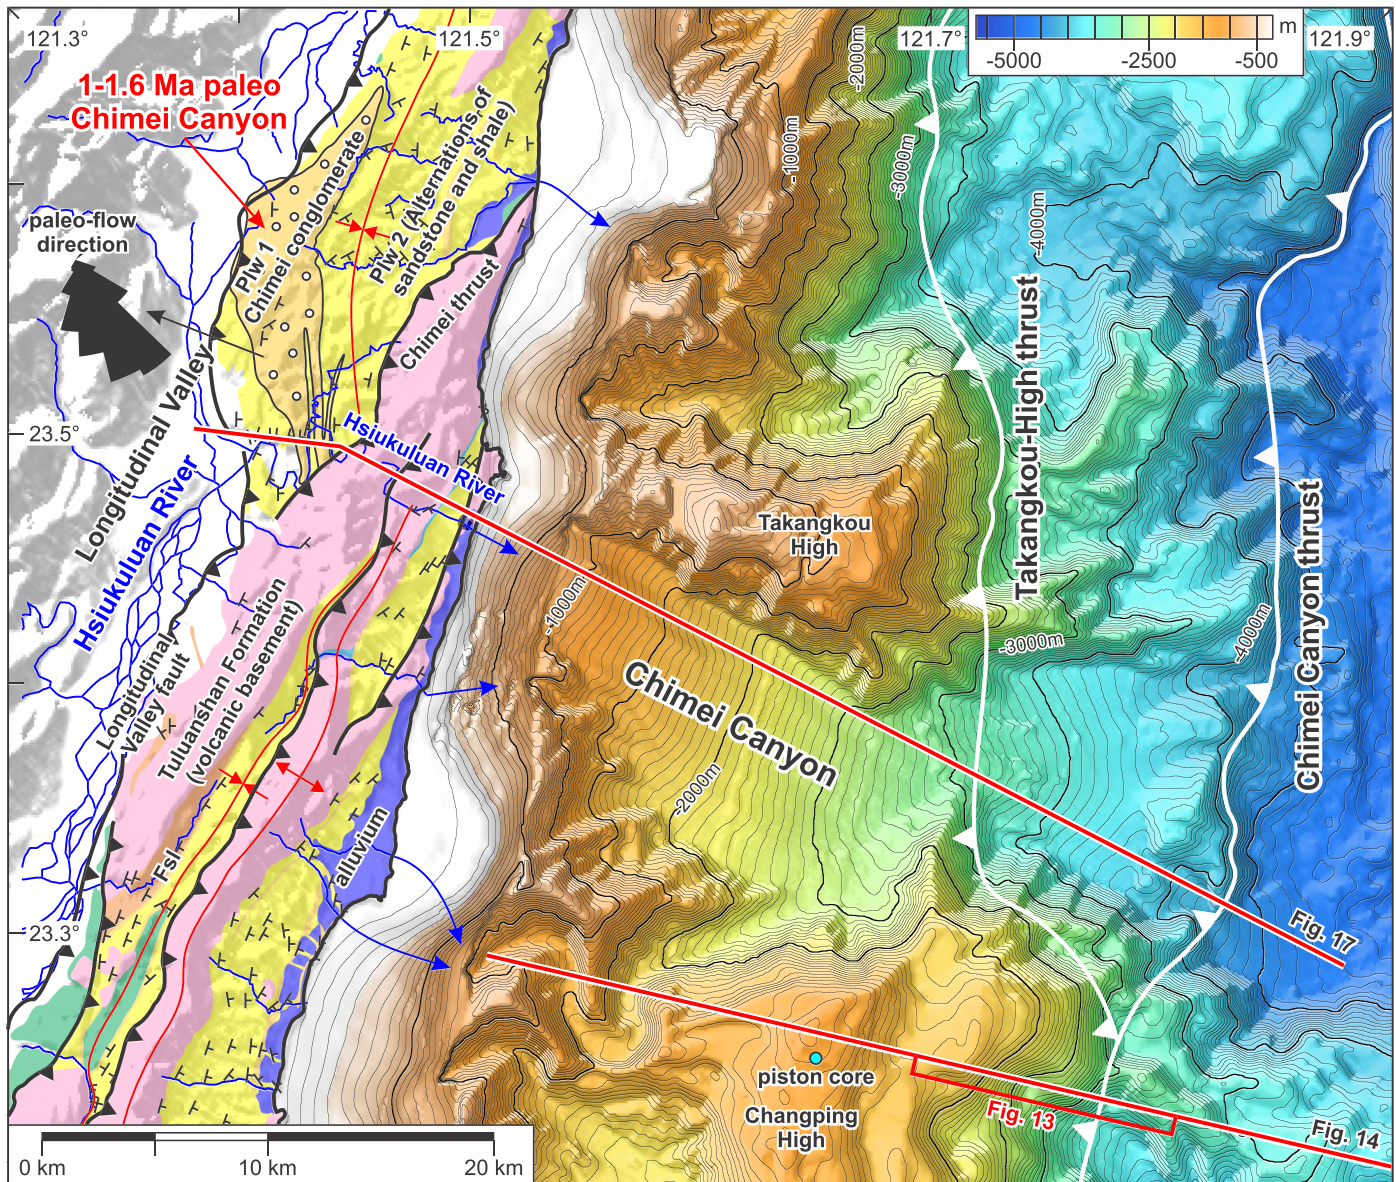 121.3°
121.5°
121.7°
121.9°
m
-5000
-2500
-500
1-1.6 Ma paleo
Chimei Canyon
paleo-flow
direction
Plw 1
Chimei conglomerate
Plw 2 (Alternations of
sandstone and shale)
Chimei thrust
-2000m
-1000m
-3000m
-4000m
Longitudinal Valley
23.5°
Hsiukuluan River
Hsiukuluan River
Takangkou
High
Takangkou-High thrust
Chimei Canyon thrust
-1000m
-3000m
-4000m
Longitudinal
Valley fault
Tuluanshan Formation
(volcanic basement)
Chimei Canyon
-2000m
Fsl
alluvium
23.3°
Fig. 17
piston core
Changping
High
Fig. 13
Fig. 14
0 km
10 km
20 km